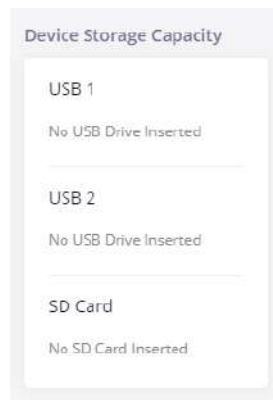 Device Storage Capacity
USB 1
No USB Drive Inserted
USB 2
No USB Drive Inserted
SD Card
No SD Card Inserted